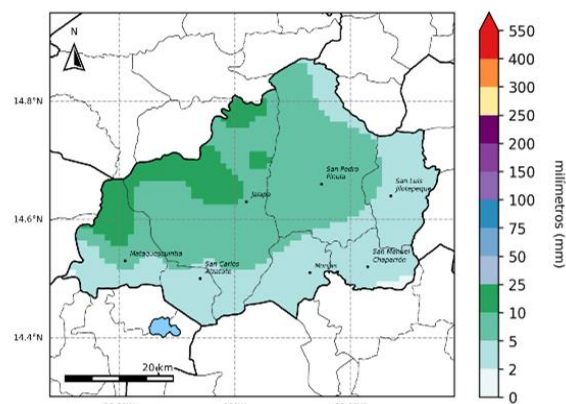 N
14.8°N
14.6°N
14.4°N
San Pedro
Pinula
San Luis
Jilotepeque
Jalapa
Mataquescuintla
San Carlos
Alzatate
Monjas
San Manuel
Chaparrón
20 km
550
400
300
250
200
150
100
75
50
25
10
5
2
0
milímetros (mm)